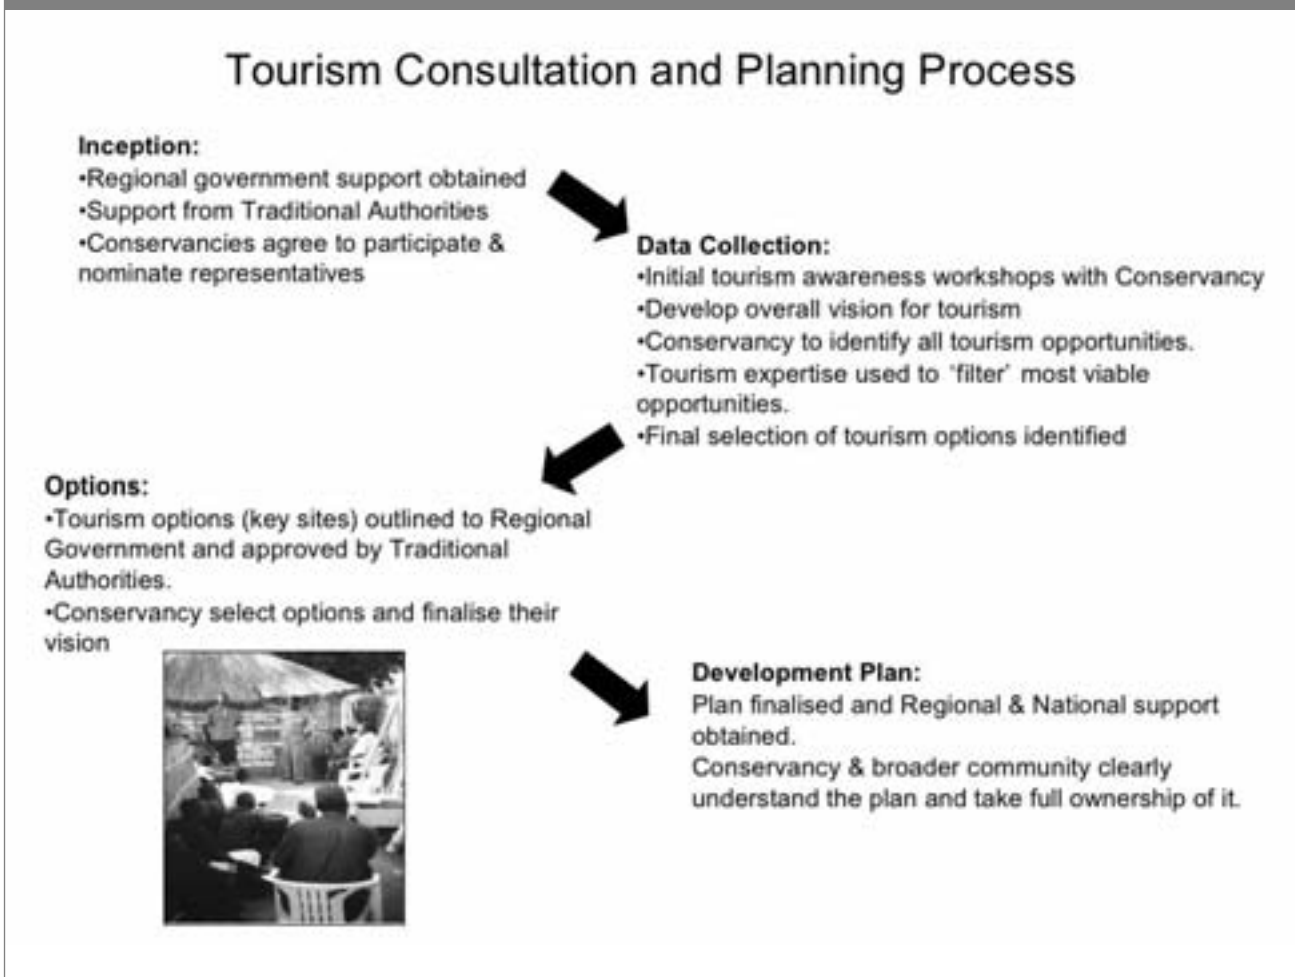 Tourism Consultation and Planning Process
Inception:
•Regional government support obtained
•Support from Traditional Authorities
•Conservancies agree to participate &
nominate representatives
Data Collection:
•Initial tourism awareness workshops with Conservancy
•Develop overall vision for tourism
•Conservancy to identify all tourism opportunities.
•Tourism expertise used to ‘filter’ most viable
opportunities.
•Final selection of tourism options identified
Options:
•Tourism options (key sites) outlined to Regional
Government and approved by Traditional
Authorities.
•Conservancy select options and finalise their
vision
Development Plan:
Plan finalised and Regional & National support
obtained.
Conservancy & broader community clearly
understand the plan and take full ownership of it.